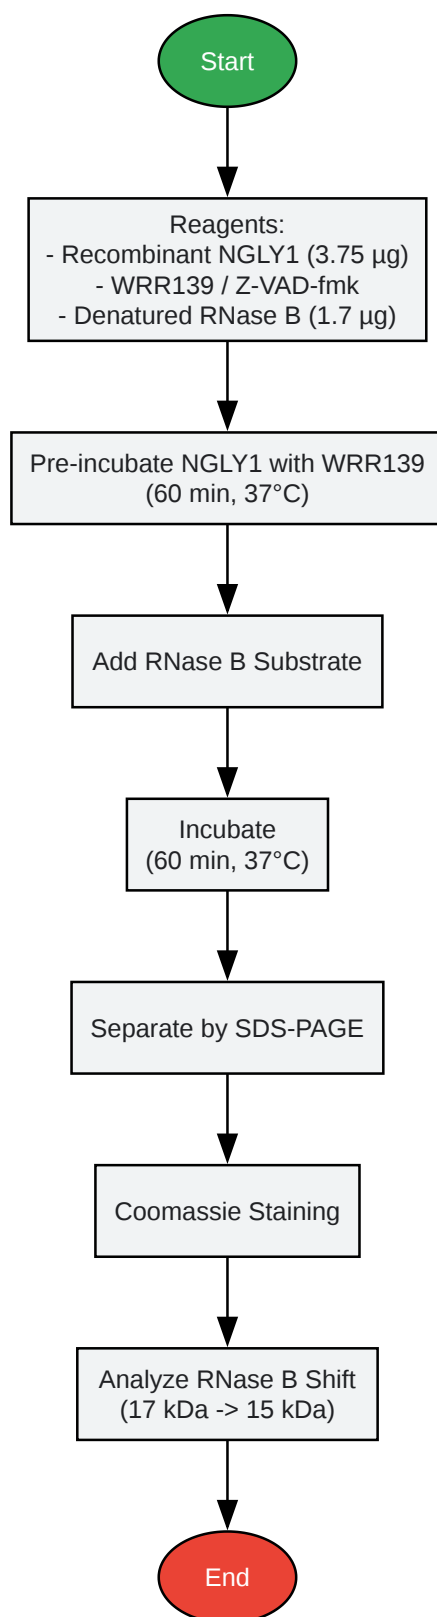 Start
Reagents:
- Recombinant NGLY1 (3.75 µg)
- WRR139 / Z-VAD-fmk
- Denatured RNase B (1.7 µg)
Pre-incubate NGLY1 with WRR139
(60 min, 37°C)
Add RNase B Substrate
Incubate
(60 min, 37°C)
Separate by SDS-PAGE
Coomassie Staining
Analyze RNase B Shift
(17 kDa -> 15 kDa)
End